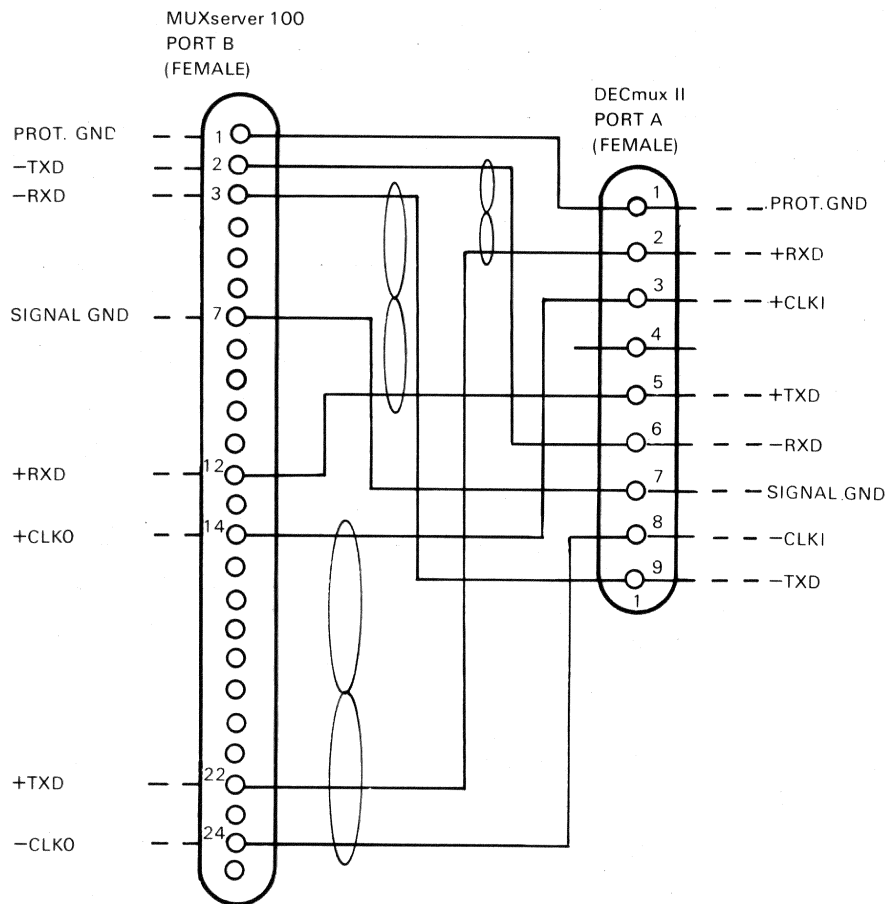 MUXserver 100
PORT B
(FEMALE)
DECmux II
PORT A
(FEMALE)
PROT. GND
1
-TXD
2
-RXD
3
SIGNAL GND
7
+RXD
12
+CLKO
14
+TXD
22
-CLKO
24
1
PROT.GND
2
+RXD
3
+CLKI
4
5
+TXD
6
-RXD
7
SIGNAL.GND
8
-CLKI
9
-TXD
1